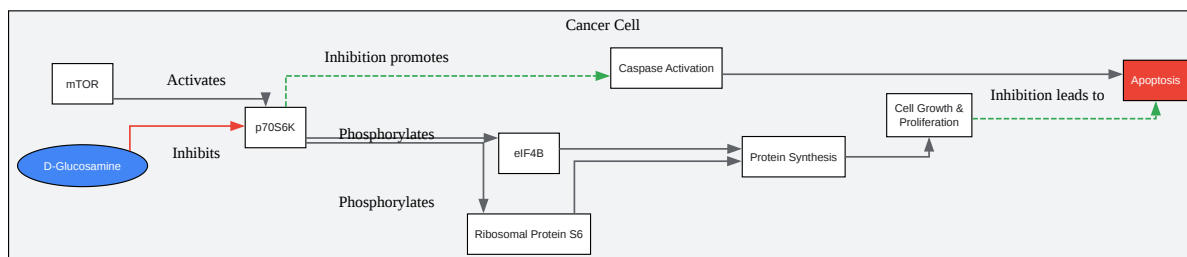 Cancer Cell
Inhibition promotes
Caspase Activation
Apoptosis
mTOR
Activates
Inhibition leads to
Cell Growth &
Proliferation
p70S6K
Phosphorylates
eIF4B
Inhibits
D-Glucosamine
Protein Synthesis
Phosphorylates
Ribosomal Protein S6